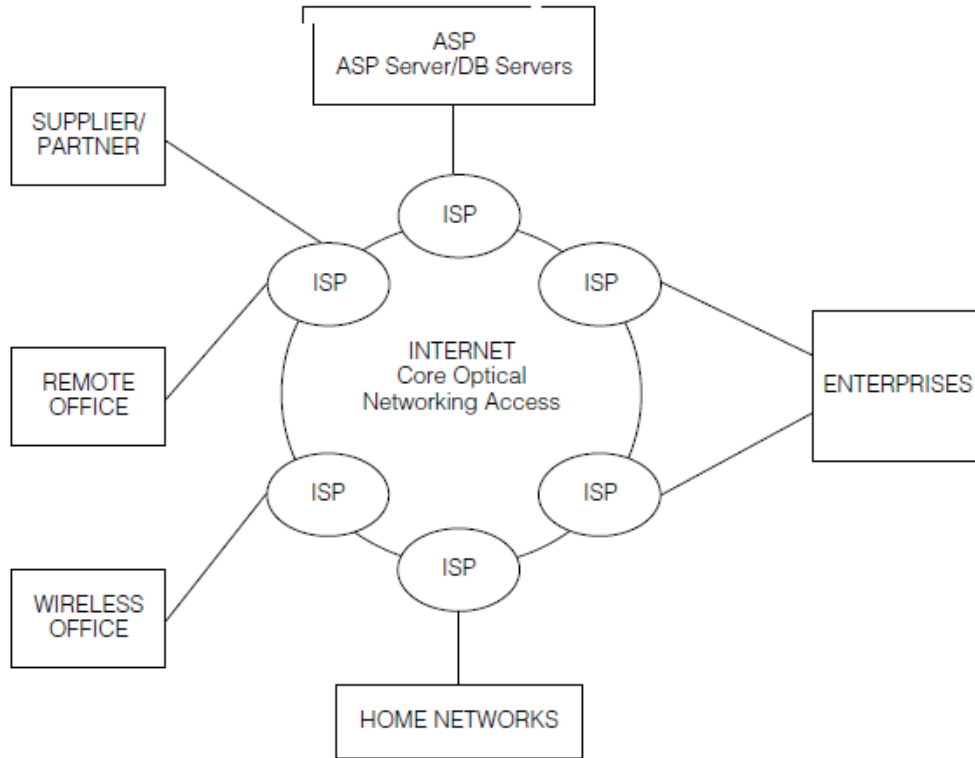 ASP
ASP Server/DB Servers
SUPPLIER/
PARTNER
ISP
ISP
ISP
INTERNET
Core Optical
Networking Access
REMOTE
OFFICE
ENTERPRISES
ISP
ISP
ISP
WIRELESS
OFFICE
HOME NETWORKS